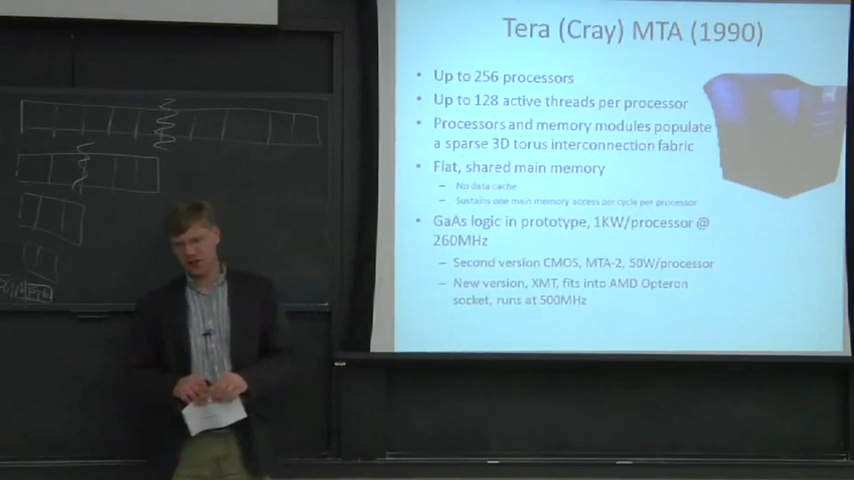 Tera (Cray) MTA (1990)
• Up to 256 processors
• Up to 128 active threads per processor
• Processors and memory modules populate
a sparse 3D torus interconnection fabric
• Flat, shared main memory
– No data cache
– Sustains one main memory access per cycle per processor
• GaAs logic in prototype, 1KW/processor @
260MHz
– Second version CMOS, MTA-2, 50W/processor
– New version, XMT, fits into AMD Opteron
socket, runs at 500MHz